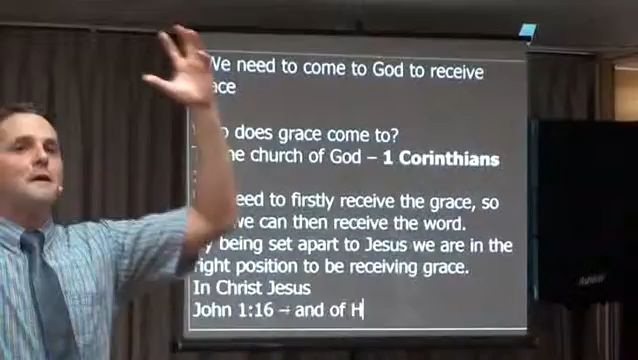 We need to come to God to receive
ace
does grace come to?
he church of God – 1 Corinthians
need to firstly receive the grace, so
we can then receive the word.
y being set apart to Jesus we are in the
right position to be receiving grace.
In Christ Jesus
John 1:16 – and of H